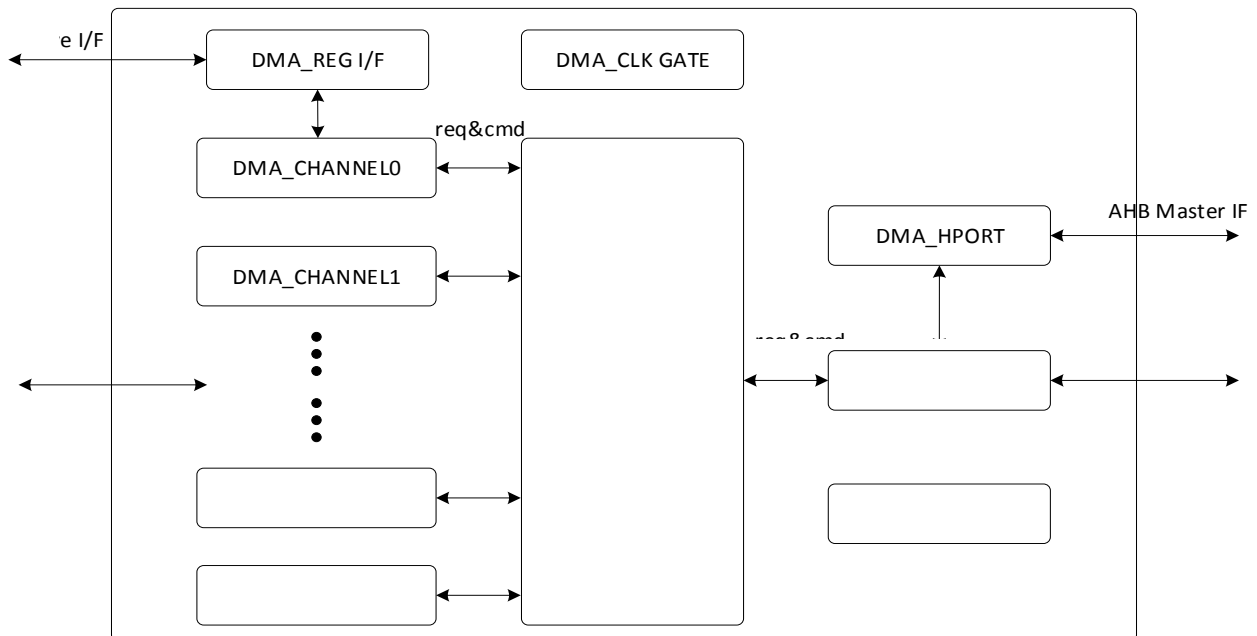 e I/F
DMA_REG I/F
DMA_CLK GATE
req&cmd
DMA_CHANNEL0
AHB Master IF
DMA_HPORT
DMA_CHANNEL1